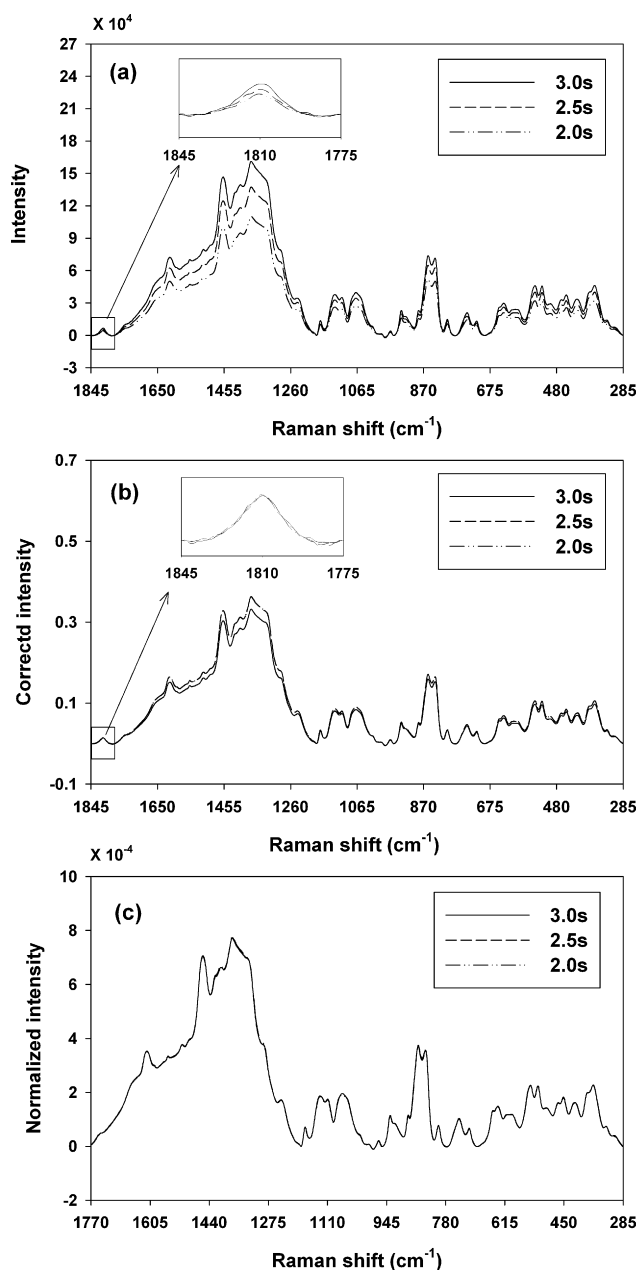 X 10⁴
27
24
21
18
15
12
9
6
3
0
-3
Intensity
(a)
1845 1810 1775
3.0s
2.5s
2.0s
1845 1650 1455 1260 1065 870 675 480 285
Raman shift (cm⁻¹)
0.7
0.5
0.3
0.1
-0.1
Correctd intensity
(b)
1845 1810 1775
3.0s
2.5s
2.0s
1845 1650 1455 1260 1065 870 675 480 285
Raman shift (cm⁻¹)
X 10⁻⁴
10
8
6
4
2
0
-2
Normalized intensity
(c)
3.0s
2.5s
2.0s
1770 1605 1440 1275 1110 945 780 615 450 285
Raman shift (cm⁻¹)